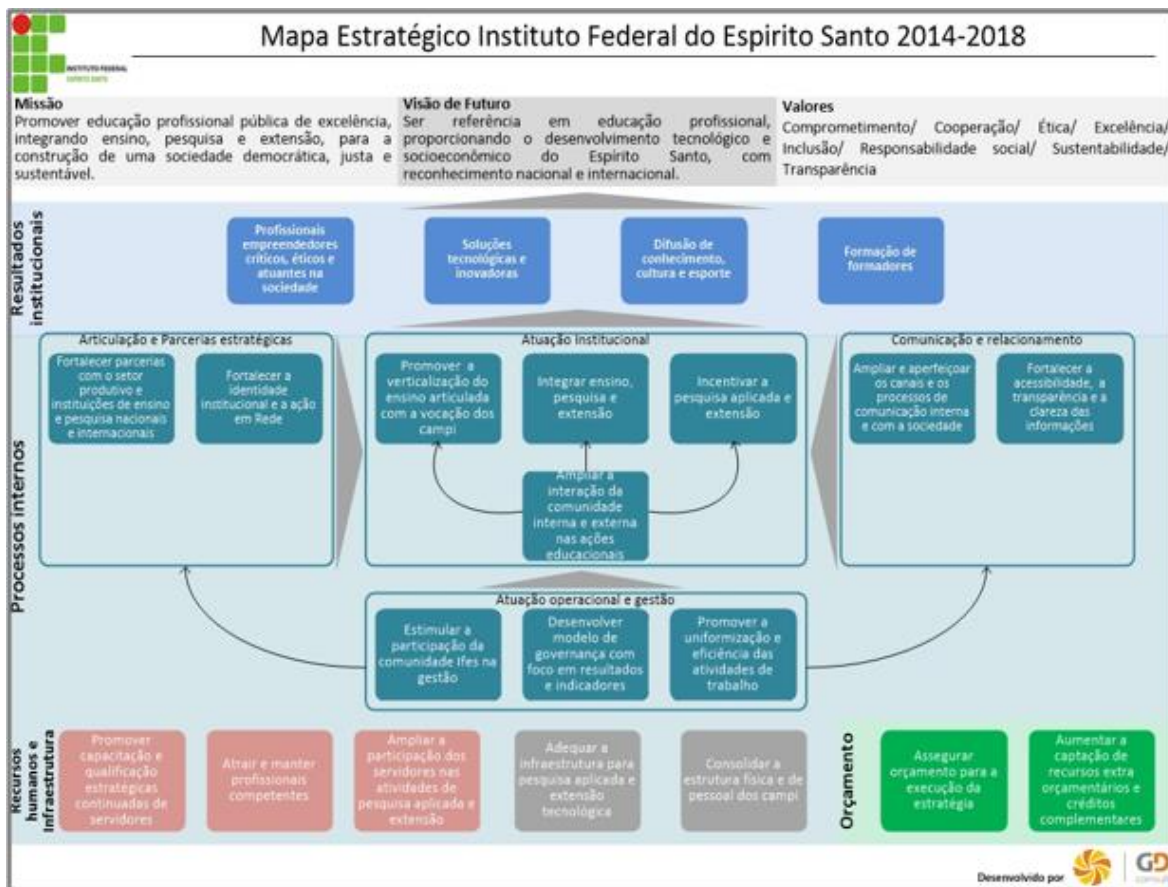 Mapa Estratégico Instituto Federal do Espirito Santo 2014-2018
INSTITUTO FEDERAL
ESPÍRITO SANTO
Missão
Promover educação profissional pública de excelência,
integrando ensino, pesquisa e extensão, para a
construção de uma sociedade democrática, justa e
sustentável.
Visão de Futuro
Ser referência em educação profissional,
proporcionando o desenvolvimento tecnológico e
socioeconômico do Espírito Santo, com
reconhecimento nacional e internacional.
Valores
Comprometimento/ Cooperação/ Ética/ Excelência/
Inclusão/ Responsabilidade social/ Sustentabilidade/
Transparência
Resultados
institucionais
Profissionais
empreendedores
críticos, éticos e
atuantes na
sociedade
Soluções
tecnológicas e
inovadoras
Difusão de
conhecimento,
cultura e esporte
Formação de
formadores
Processos internos
Articulação e Parcerias estratégicas
Fortalecer parcerias
com o setor
produtivo e
instituições de ensino
e pesquisa nacionais
e internacionais
Fortalecer a
identidade
institucional e a ação
em Rede
Atuação Institucional
Promover a
verticalização do
ensino articulada
com a vocação dos
campi
Integrar ensino,
pesquisa e
extensão
Incentivar a
pesquisa aplicada e
extensão
Ampliar a
interação da
comunidade
interna e externa
nas ações
educacionais
Comunicação e relacionamento
Ampliar e aperfeiçoar
os canais e os
processos de
comunicação interna
e com a sociedade
Fortalecer a
acessibilidade, a
transparência e a
clareza das
informações
Atuação operacional e gestão
Estimular a
participação da
comunidade Ifes na
gestão
Desenvolver
modelo de
governança com
foco em resultados
e indicadores
Promover a
uniformização e
eficiência das
atividades de
trabalho
Recursos
humanos e
Infraestrutura
Promover
capacitação e
qualificação
estratégicas
continuadas de
servidores
Atrair e manter
profissionais
competentes
Ampliar a
participação dos
servidores nas
atividades de
pesquisa aplicada e
extensão
Adequar a
infraestrutura para
pesquisa aplicada e
extensão
tecnológica
Consolidar a
estrutura física e de
pessoal dos campi
Orçamento
Assegurar
orçamento para a
execução da
estratégia
Aumentar a
captação de
recursos extra
orçamentários e
créditos
complementares
Desenvolvido por